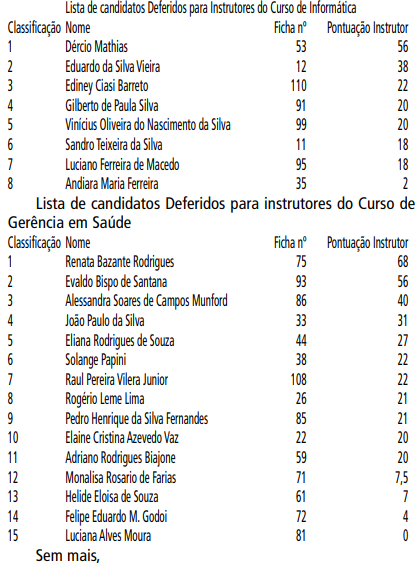 Lista de candidatos Deferidos para Instrutores do Curso de Informática
Classificação Nome Ficha nº Pontuação Instrutor
1 Dércio Mathias 53 56
2 Eduardo da Silva Vieira 12 38
3 Ediney Ciasi Barreto 110 22
4 Gilberto de Paula Silva 91 20
5 Vinícius Oliveira do Nascimento da Silva 99 20
6 Sandro Teixeira da Silva 11 18
7 Luciano Ferreira de Macedo 95 18
8 Andiara Maria Ferreira 35 2
Lista de candidatos Deferidos para instrutores do Curso de
Gerência em Saúde
Classificação Nome Ficha nº Pontuação Instrutor
1 Renata Bazante Rodrigues 75 68
2 Evaldo Bispo de Santana 93 56
3 Alessandra Soares de Campos Munford 86 40
4 João Paulo da Silva 33 31
5 Eliana Rodrigues de Souza 44 27
6 Solange Papini 38 22
7 Raul Pereira Vilera Junior 108 22
8 Rogério Leme Lima 26 21
9 Pedro Henrique da Silva Fernandes 85 21
10 Elaine Cristina Azevedo Vaz 22 20
11 Adriano Rodrigues Biajone 59 20
12 Monalisa Rosario de Farias 71 7,5
13 Helide Eloisa de Souza 61 7
14 Felipe Eduardo M. Godoi 72 4
15 Luciana Alves Moura 81 0
Sem mais,